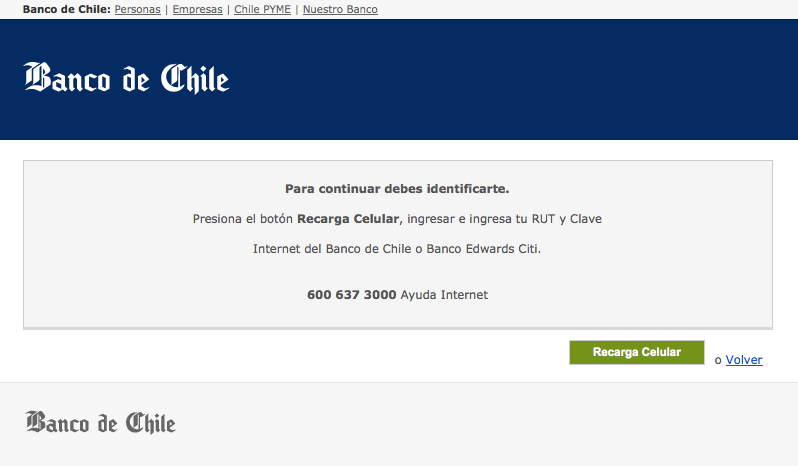 Banco de Chile: Personas | Empresas | Chile PYME | Nuestro Banco
Banco de Chile
Para continuar debes identificarte.
Presiona el botón Recarga Celular, ingresar e ingresa tu RUT y Clave
Internet del Banco de Chile o Banco Edwards Citi.
600 637 3000 Ayuda Internet
Recarga Celular o Volver
Banco de Chile